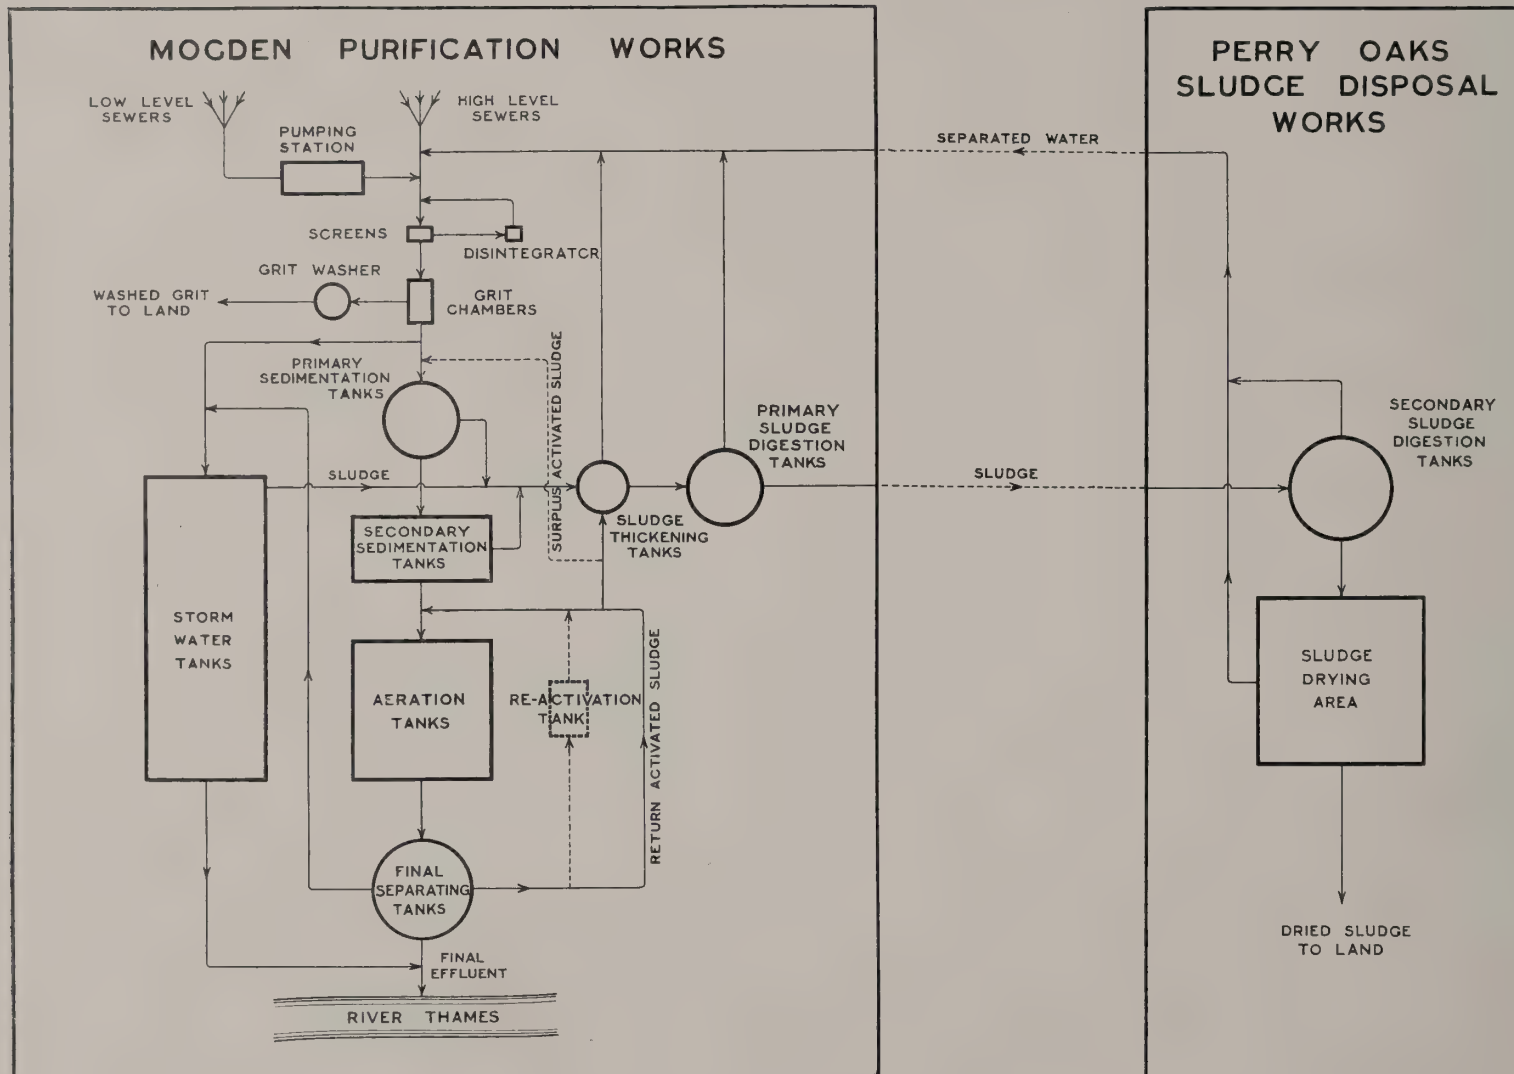 MOGDEN PURIFICATION WORKS
LOW LEVEL
SEWERS
HIGH LEVEL
SEWERS
PUMPING
STATION
SCREENS
DISINTEGRATOR
GRIT WASHER
WASHED GRIT
TO LAND
GRIT
CHAMBERS
PRIMARY
SEDIMENTATION
TANKS
SURPLUS ACTIVATED SLUDGE
PRIMARY
SLUDGE
DIGESTION
TANKS
SLUDGE
SLUDGE
THICKENING
TANKS
SECONDARY
SEDIMENTATION
TANKS
STORM
WATER
TANKS
AERATION
TANKS
RE-ACTIVATION
TANK
RETURN ACTIVATED SLUDGE
FINAL
SEPARATING
TANKS
FINAL
EFFLUENT
RIVER THAMES
SEPARATED WATER
SLUDGE
PERRY OAKS
SLUDGE DISPOSAL
WORKS
SECONDARY
SLUDGE
DIGESTION
TANKS
SLUDGE
DRYING
AREA
DRIED SLUDGE
TO LAND